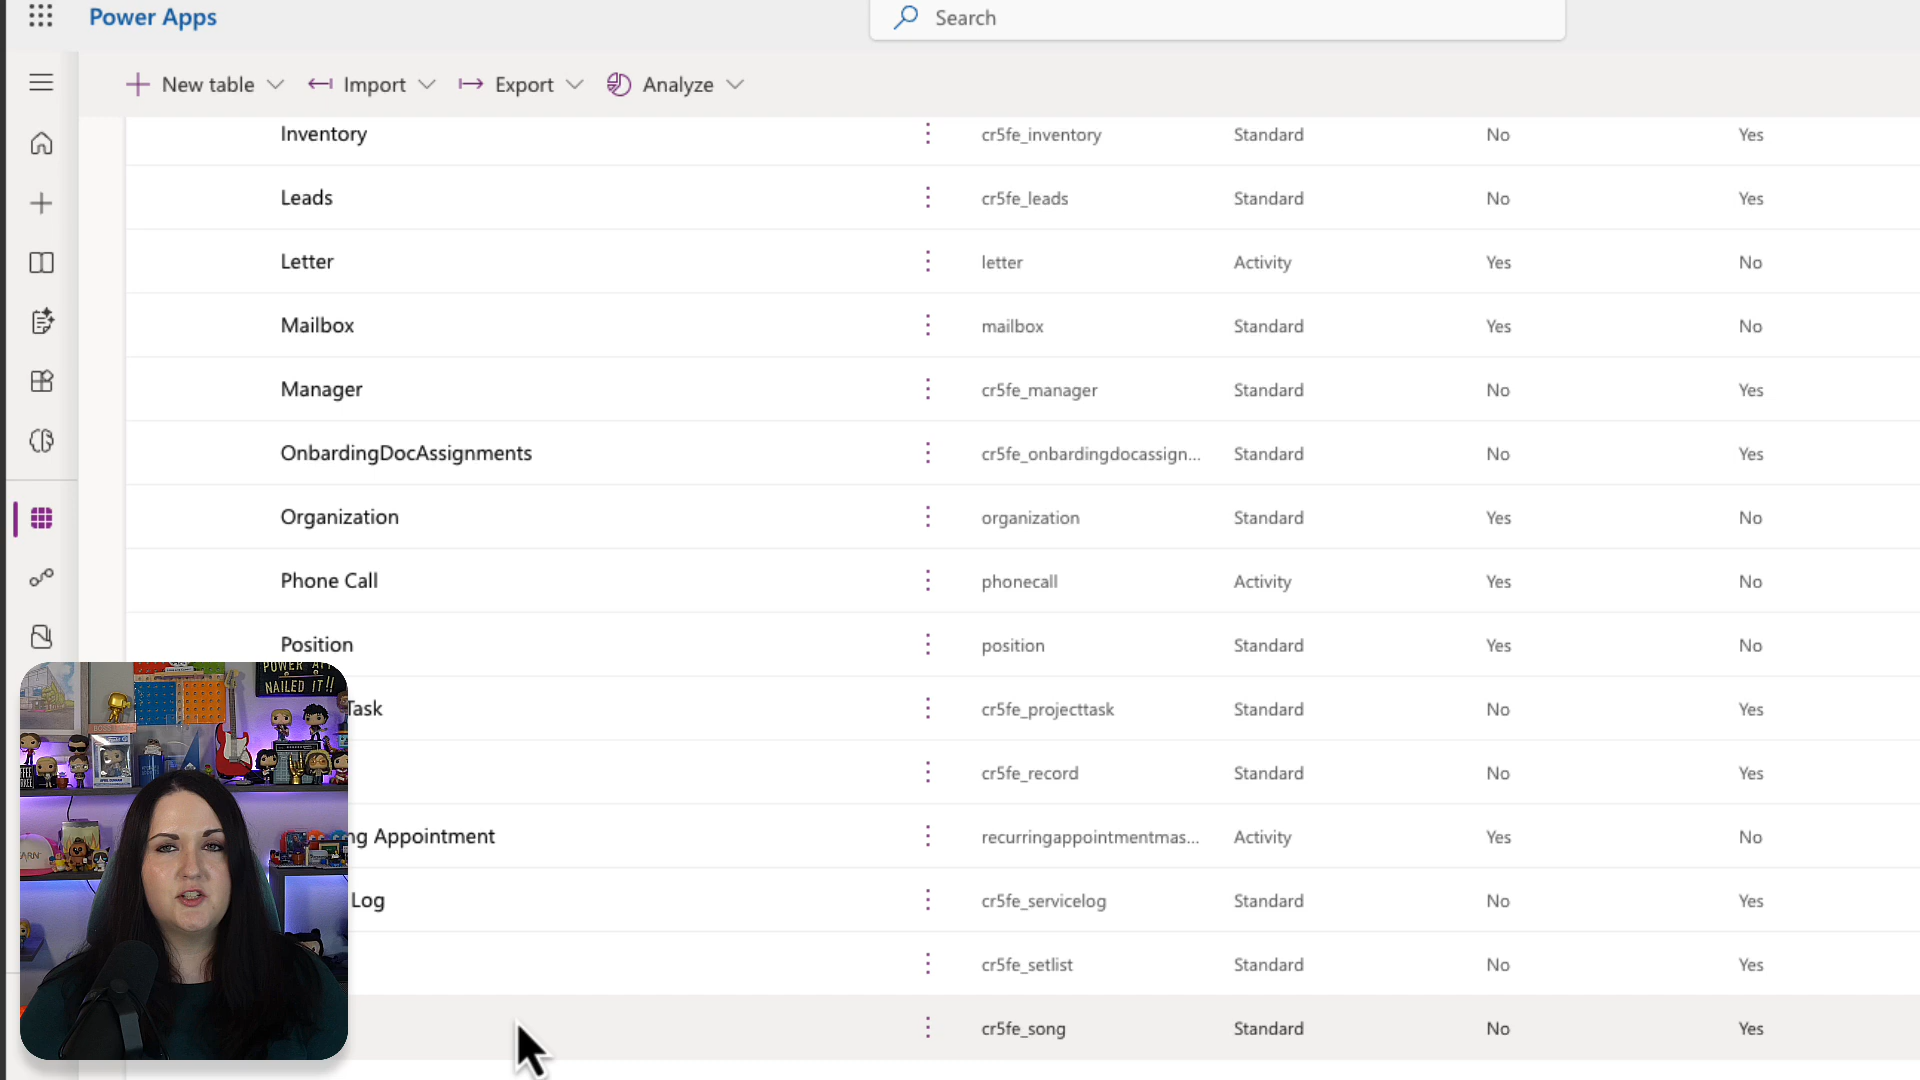 Power Apps
Search
New table
Import
Export
Analyze
Inventory cr5fe_inventory Standard No Yes
Leads cr5fe_leads Standard No Yes
Letter letter Activity Yes No
Mailbox mailbox Standard Yes No
Manager cr5fe_manager Standard No Yes
OnbardingDocAssignments cr5fe_onbardingdocassign... Standard No Yes
Organization organization Standard Yes No
Phone Call phonecall Activity Yes No
Position position Standard Yes No
Task cr5fe_projecttask Standard No Yes
cr5fe_record Standard No Yes
ng Appointment recurringappointmentmas... Activity Yes No
Log cr5fe_servicelog Standard No Yes
cr5fe_setlist Standard No Yes
cr5fe_song Standard No Yes
POWER AP
NAILED IT!!